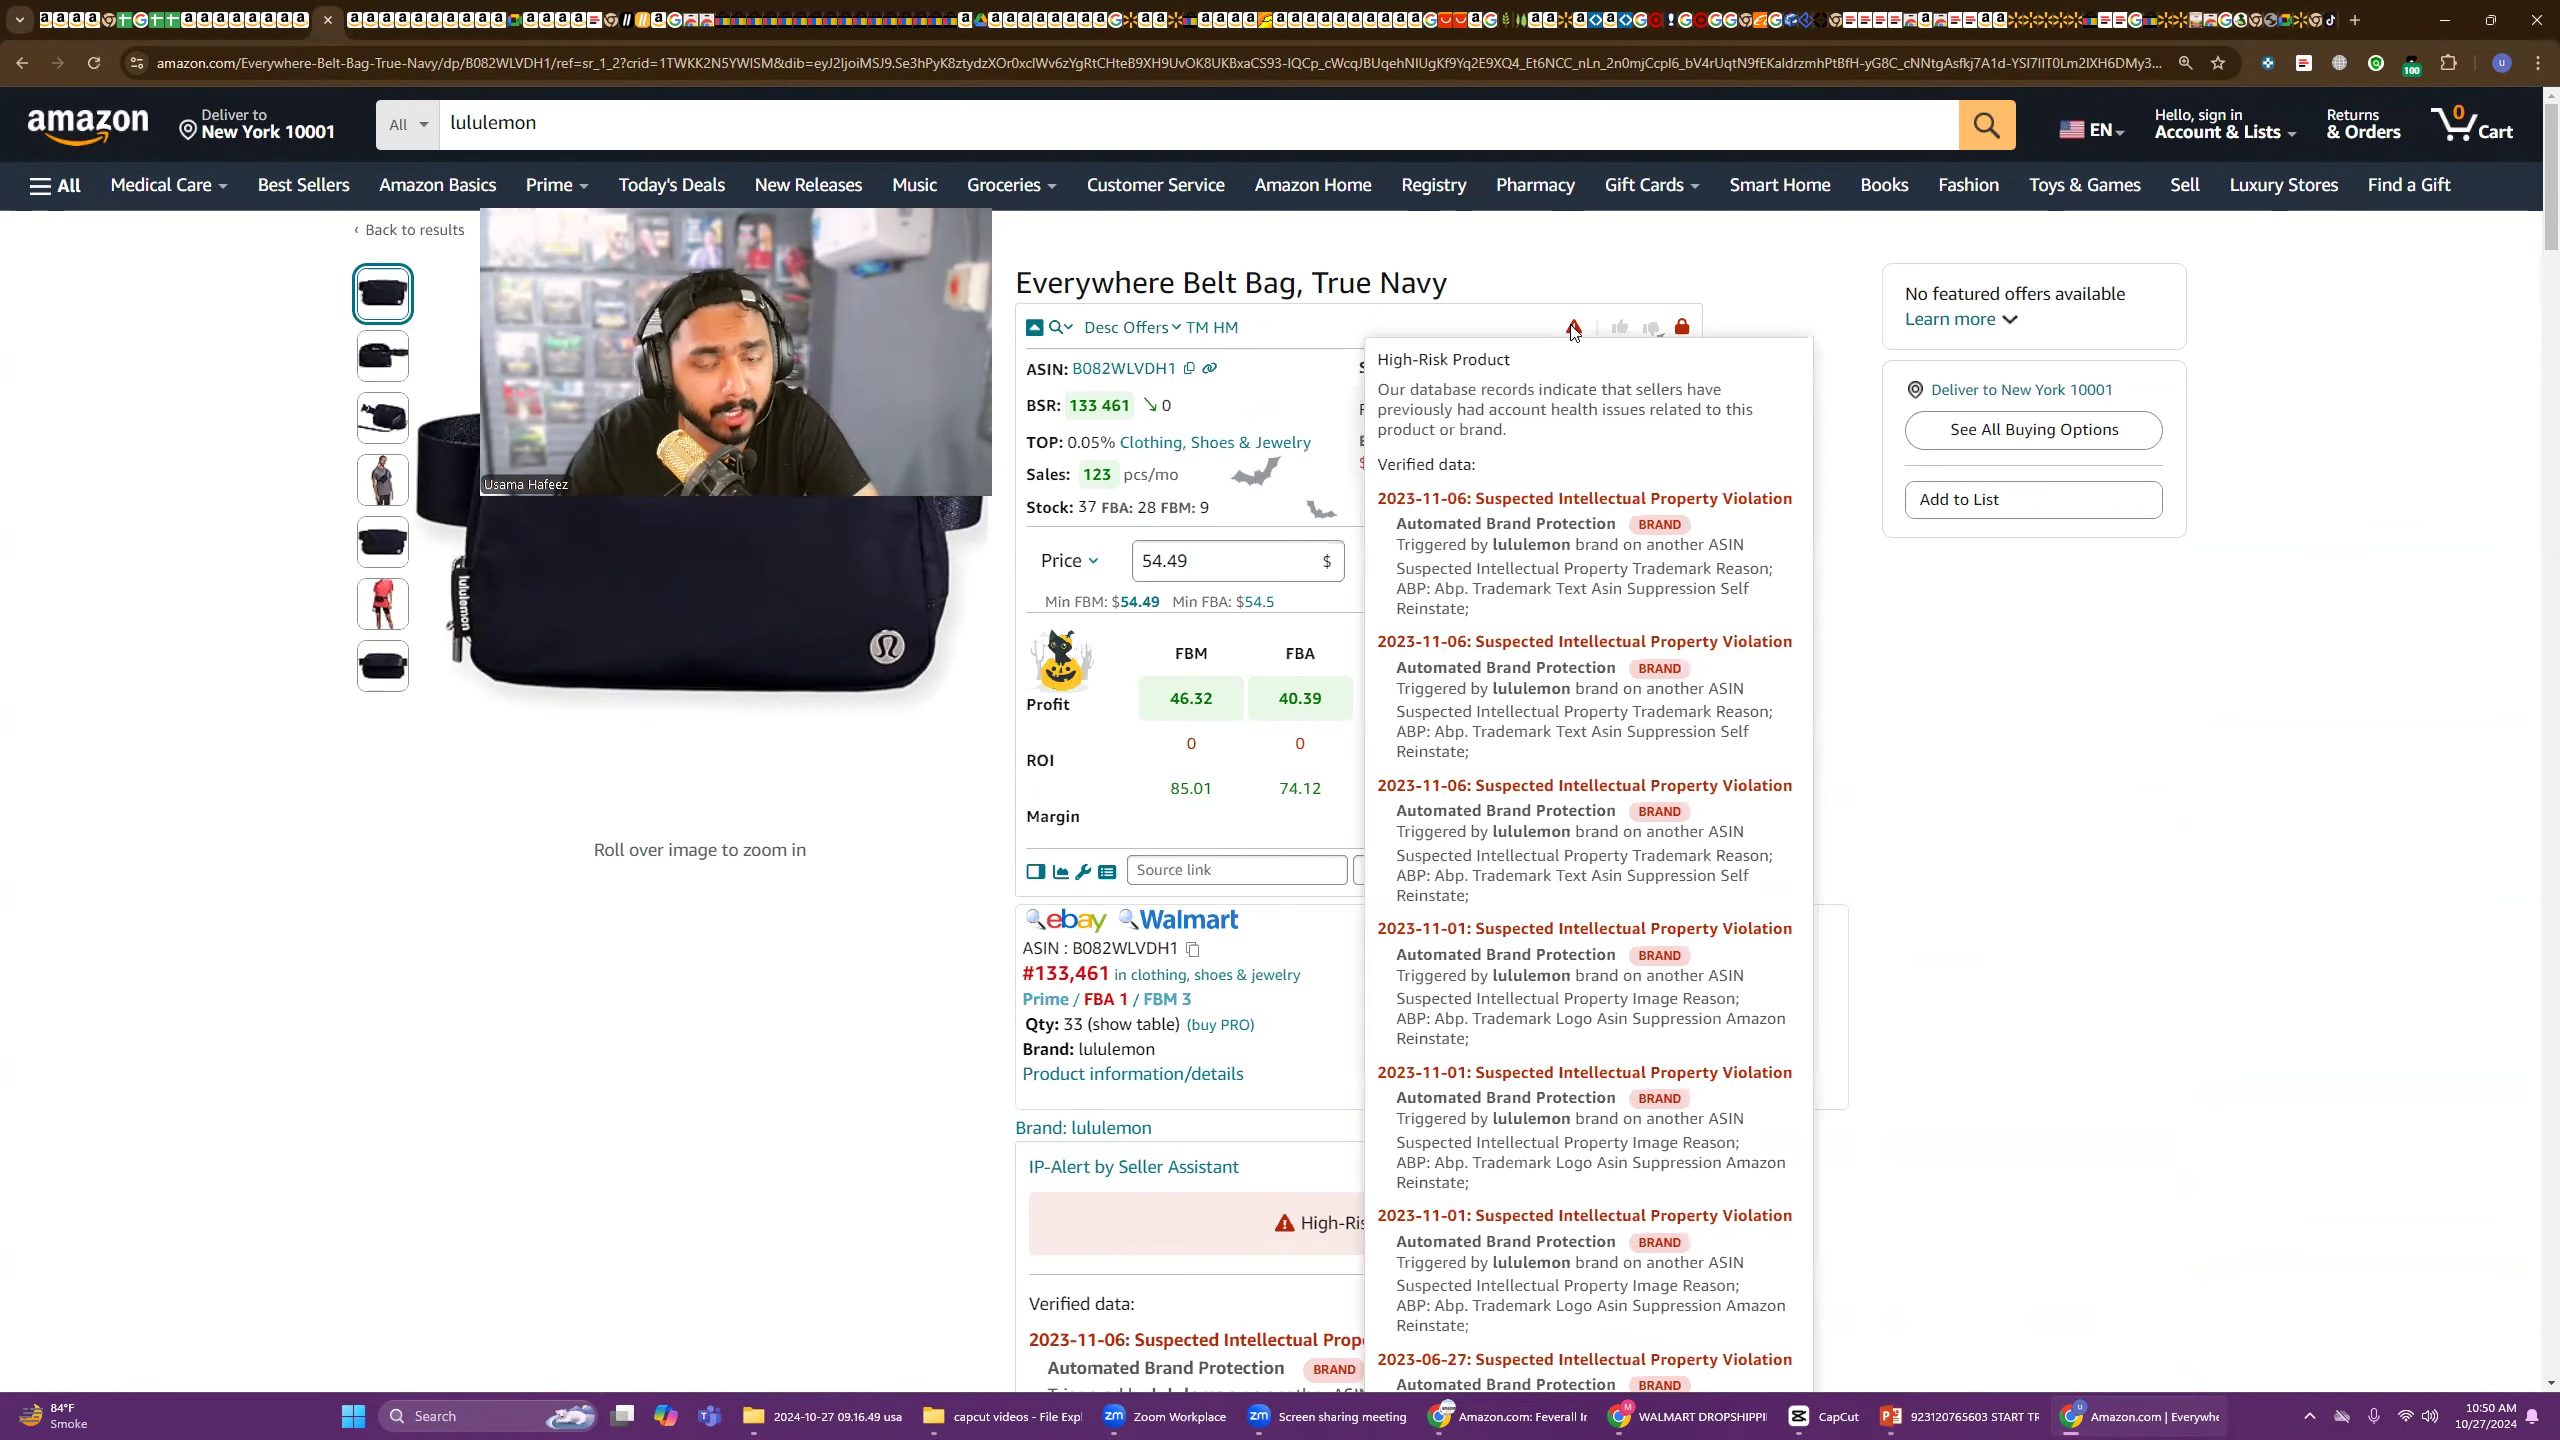 amazon.com/Everywhere-Belt-Bag-True-Navy/dp/B082WLVDH1/ref=sr_1_2?crid=1TWKK2N5YWISM&dib=
100
amazon
Deliver to
New York 10001
All
lululemon
EN
Hello, sign in
Account & Lists
Returns
& Orders
0
Cart
All
Medical Care
Best Sellers
Amazon Basics
Prime
Today's Deals
New Releases
Music
Groceries
Customer Service
Amazon Home
Registry
Pharmacy
Gift Cards
Smart Home
Books
Fashion
Toys & Games
Sell
Luxury Stores
Find a Gift
‹ Back to results
Usama Hafeez
lululemon
Roll over image to zoom in
Everywhere Belt Bag, True Navy
Desc Offers TM HM
ASIN: B082WLVDH1
BSR: 133 461 ↘ 0
TOP: 0.05% Clothing, Shoes & Jewelry
Sales: 123 pcs/mo
Stock: 37 FBA: 28 FBM: 9
Price 54.49 $
Min FBM: $54.49 Min FBA: $54.5
FBM FBA
Profit 46.32 40.39
ROI 0 0
Margin 85.01 74.12
Source link
ebay Walmart
ASIN : B082WLVDH1
#133,461 in clothing, shoes & jewelry
Prime / FBA 1 / FBM 3
Qty: 33 (show table) (buy PRO)
Brand: lululemon
Product information/details
Brand: lululemon
IP-Alert by Seller Assistant
High-Ris
Verified data:
2023-11-06: Suspected Intellectual Prop
Automated Brand Protection BRAND
High-Risk Product
Our database records indicate that sellers have
previously had account health issues related to this
product or brand.
Verified data:
2023-11-06: Suspected Intellectual Property Violation
Automated Brand Protection BRAND
Triggered by lululemon brand on another ASIN
Suspected Intellectual Property Trademark Reason;
ABP: Abp. Trademark Text Asin Suppression Self
Reinstate;
2023-11-06: Suspected Intellectual Property Violation
Automated Brand Protection BRAND
Triggered by lululemon brand on another ASIN
Suspected Intellectual Property Trademark Reason;
ABP: Abp. Trademark Text Asin Suppression Self
Reinstate;
2023-11-06: Suspected Intellectual Property Violation
Automated Brand Protection BRAND
Triggered by lululemon brand on another ASIN
Suspected Intellectual Property Trademark Reason;
ABP: Abp. Trademark Text Asin Suppression Self
Reinstate;
2023-11-01: Suspected Intellectual Property Violation
Automated Brand Protection BRAND
Triggered by lululemon brand on another ASIN
Suspected Intellectual Property Image Reason;
ABP: Abp. Trademark Logo Asin Suppression Amazon
Reinstate;
2023-11-01: Suspected Intellectual Property Violation
Automated Brand Protection BRAND
Triggered by lululemon brand on another ASIN
Suspected Intellectual Property Image Reason;
ABP: Abp. Trademark Logo Asin Suppression Amazon
Reinstate;
2023-11-01: Suspected Intellectual Property Violation
Automated Brand Protection BRAND
Triggered by lululemon brand on another ASIN
Suspected Intellectual Property Image Reason;
ABP: Abp. Trademark Logo Asin Suppression Amazon
Reinstate;
2023-06-27: Suspected Intellectual Property Violation
Automated Brand Protection BRAND
No featured offers available
Learn more
Deliver to New York 10001
See All Buying Options
Add to List
84°F
Smoke
Search
2024-10-27 09.16.49 usa
capcut videos - File Expl
Zoom Workplace
Screen sharing meeting
Amazon.com: Feverall Ir
WALMART DROPSHIPPI
CapCut
923120765603 START TR
Amazon.com | Everywhe
10:50 AM
10/27/2024